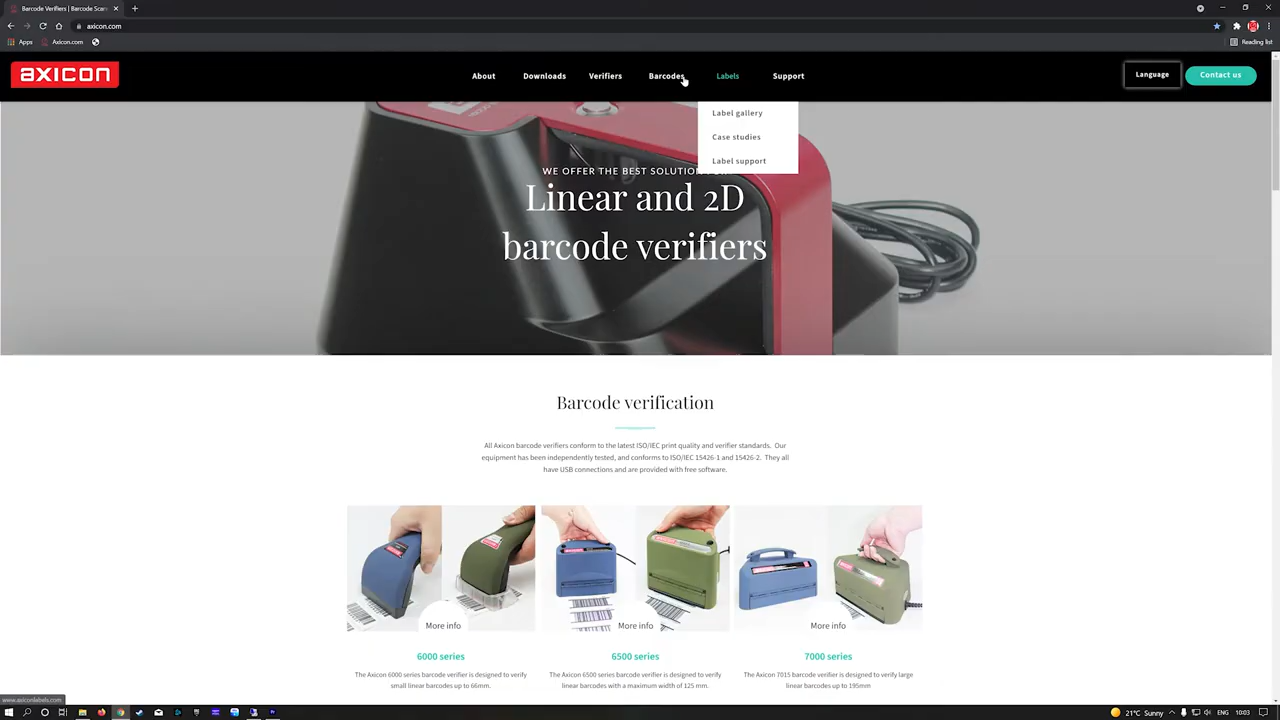 Barcode Verifiers | Barcode Scan
axicon.com
Apps
Axicon.com
Reading list
axicon
About
Downloads
Verifiers
Barcodes
Labels
Support
Language
Contact us
Label gallery
Case studies
Label support
WE OFFER THE BEST SOLUTION
Linear and 2D
barcode verifiers
Barcode verification
All Axicon barcode verifiers conform to the latest ISO/IEC print quality and verifier standards. Our
equipment has been independently tested, and conforms to ISO/IEC 15426-1 and 15426-2. They all
have USB connections and are provided with free software.
More info
More info
More info
6000 series
The Axicon 6000 series barcode verifier is designed to verify
small linear barcodes up to 66mm.
6500 series
The Axicon 6500 series barcode verifier is designed to verify
linear barcodes with a maximum width of 125 mm.
7000 series
The Axicon 7015 barcode verifier is designed to verify large
linear barcodes up to 195mm
www.axiconlabels.com
21°C Sunny
ENG
10:03